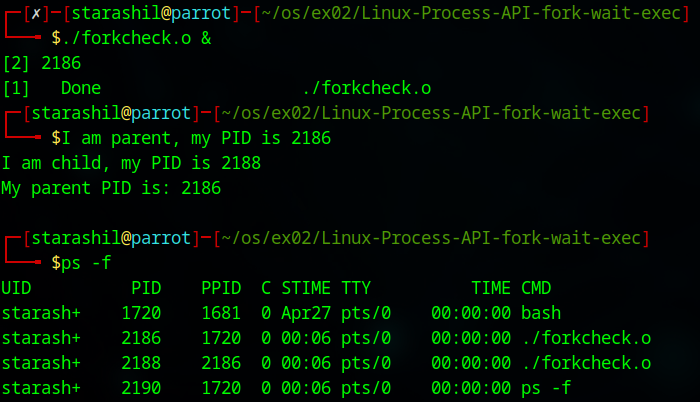 ┌─[✗]─[starashil@parrot]─[~/os/ex02/Linux-Process-API-fork-wait-exec]
└──╼ $./forkcheck.o &
[2] 2186
[1]   Done                    ./forkcheck.o
┌─[starashil@parrot]─[~/os/ex02/Linux-Process-API-fork-wait-exec]
└──╼ $I am parent, my PID is 2186
I am child, my PID is 2188
My parent PID is: 2186
┌─[starashil@parrot]─[~/os/ex02/Linux-Process-API-fork-wait-exec]
└──╼ $ps -f
UID          PID    PPID  C STIME TTY          TIME CMD
starash+    1720    1681  0 Apr27 pts/0    00:00:00 bash
starash+    2186    1720  0 00:06 pts/0    00:00:00 ./forkcheck.o
starash+    2188    2186  0 00:06 pts/0    00:00:00 ./forkcheck.o
starash+    2190    1720  0 00:06 pts/0    00:00:00 ps -f